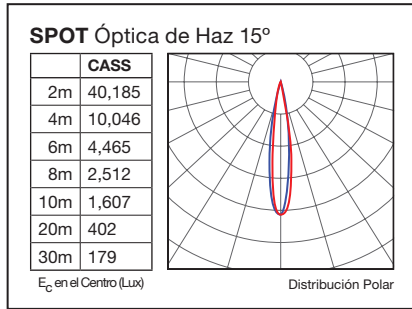 SPOT Óptica de Haz 15º
CASS
2m 40,185
4m 10,046
6m 4,465
8m 2,512
10m 1,607
20m 402
30m 179
EC en el Centro (Lux)
Distribución Polar